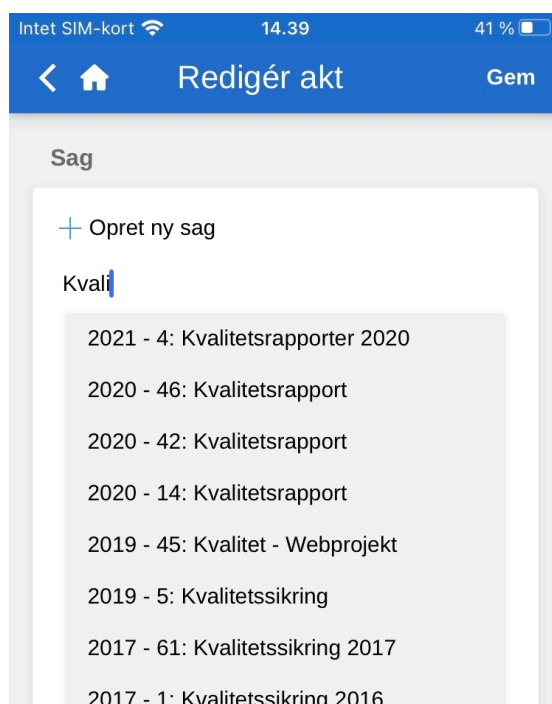 Intet SIM-kort 14.39 41 %
Redigér akt Gem
Sag
Opret ny sag
Kvali
2021 - 4: Kvalitetsrapporter 2020
2020 - 46: Kvalitetsrapport
2020 - 42: Kvalitetsrapport
2020 - 14: Kvalitetsrapport
2019 - 45: Kvalitet - Webprojekt
2019 - 5: Kvalitetssikring
2017 - 61: Kvalitetssikring 2017
2017 - 1: Kvalitetssikring 2016